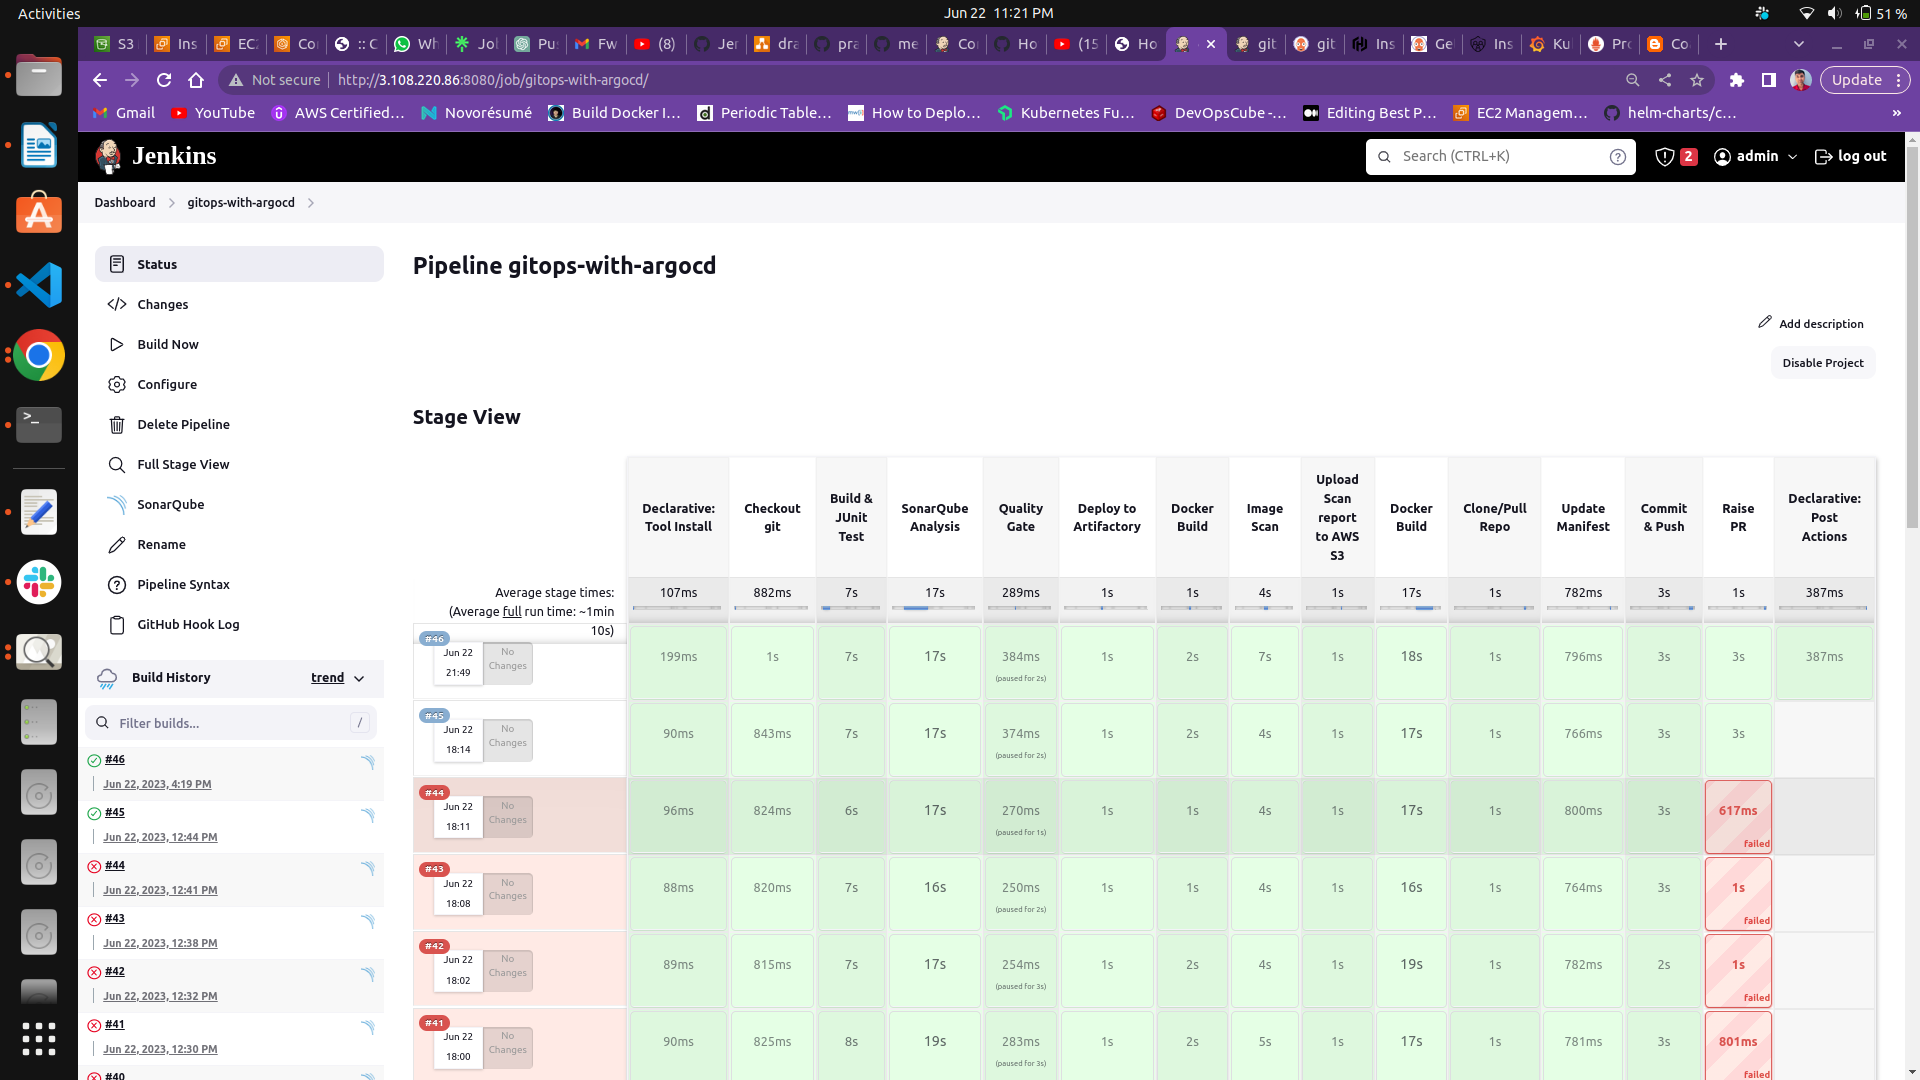 Activities
Jun 22 11:21 PM
51 %
S3
Ins
EC2
Cor
:: C
Wh
Jol
Pus
Fw
(8)
Jer
dra
pra
me
Co
Ho
(15
Ho
git
git
Ins
Ge
Ins
Ku
Pro
Co
Not secure
http://3.108.220.86:8080/job/gitops-with-argocd/
Update
Gmail
YouTube
AWS Certified...
Novorésumé
Build Docker I...
Periodic Table...
How to Deplo...
Kubernetes Fu...
DevOpsCube -...
Editing Best P...
EC2 Managem...
helm-charts/c...
»
Jenkins
Search (CTRL+K)
2
admin
log out
Dashboard
gitops-with-argocd
Status
Changes
Build Now
Configure
Delete Pipeline
Full Stage View
SonarQube
Rename
Pipeline Syntax
GitHub Hook Log
Build History
trend
Filter builds...
/
#46
Jun 22, 2023, 4:19 PM
#45
Jun 22, 2023, 12:44 PM
#44
Jun 22, 2023, 12:41 PM
#43
Jun 22, 2023, 12:38 PM
#42
Jun 22, 2023, 12:32 PM
#41
Jun 22, 2023, 12:30 PM
#40
Pipeline gitops-with-argocd
Add description
Disable Project
Stage View
Declarative:
Tool Install
Checkout
git
Build &
JUnit
Test
SonarQube
Analysis
Quality
Gate
Deploy to
Artifactory
Docker
Build
Image
Scan
Upload
Scan
report
to AWS
S3
Docker
Build
Clone/Pull
Repo
Update
Manifest
Commit
& Push
Raise
PR
Declarative:
Post
Actions
Average stage times:
(Average full run time: ~1min
10s)
107ms 882ms 7s 17s 289ms 1s 1s 4s 1s 17s 1s 782ms 3s 1s 387ms
#46
Jun 22
21:49
No
Changes
199ms 1s 7s 17s 384ms 1s 2s 7s 1s 18s 1s 796ms 3s 3s 387ms
(paused for 2s)
#45
Jun 22
18:14
No
Changes
90ms 843ms 7s 17s 374ms 1s 2s 4s 1s 17s 1s 766ms 3s 3s
(paused for 2s)
#44
Jun 22
18:11
No
Changes
96ms 824ms 6s 17s 270ms 1s 1s 4s 1s 17s 1s 800ms 3s 617ms
(paused for 1s)
failed
#43
Jun 22
18:08
No
Changes
88ms 820ms 7s 16s 250ms 1s 1s 4s 1s 16s 1s 764ms 3s 1s
(paused for 2s)
failed
#42
Jun 22
18:02
No
Changes
89ms 815ms 7s 17s 254ms 1s 2s 4s 1s 19s 1s 782ms 2s 1s
(paused for 3s)
failed
#41
Jun 22
18:00
No
Changes
90ms 825ms 8s 19s 283ms 1s 2s 5s 1s 17s 1s 781ms 3s 801ms
(paused for 3s)
failed